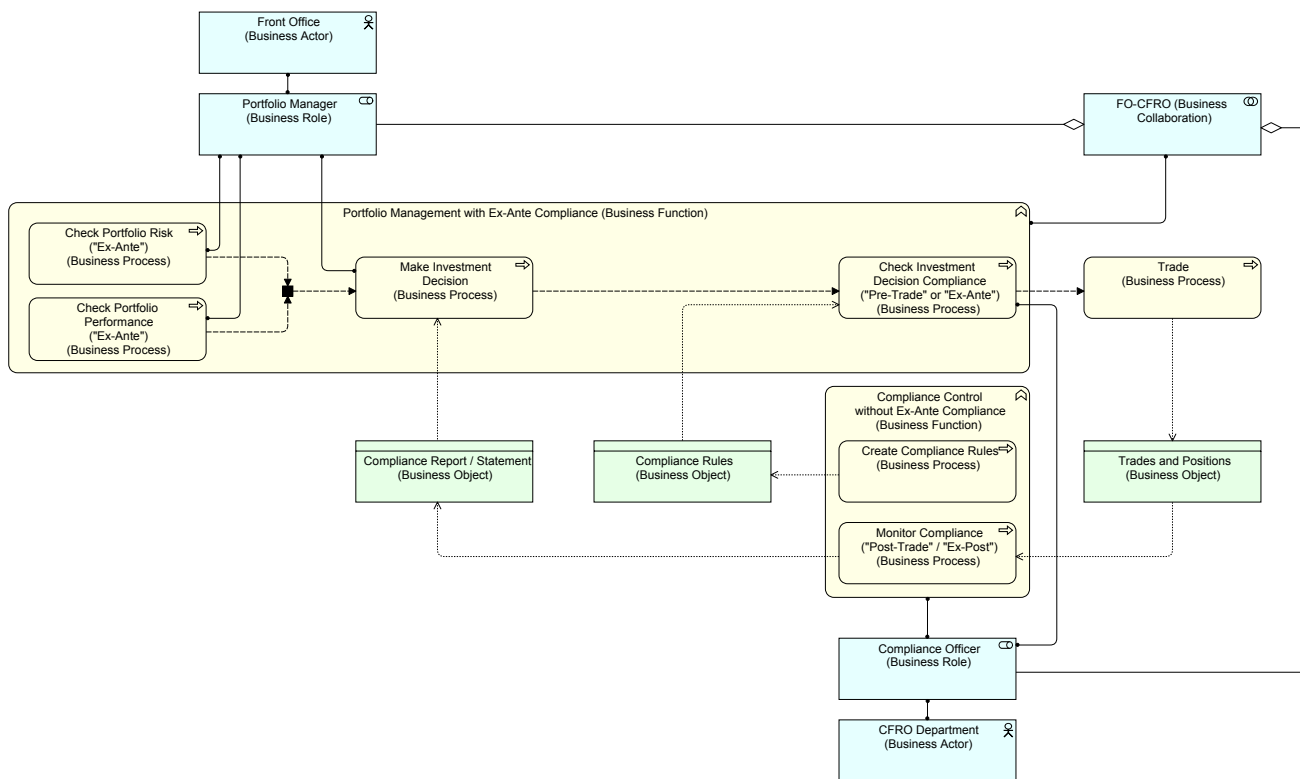 Front Office
(Business Actor)
Portfolio Manager
(Business Role)
FO-CFRO (Business
Collaboration)
Portfolio Management with Ex-Ante Compliance (Business Function)
Check Portfolio Risk
("Ex-Ante")
(Business Process)
Check Portfolio
Performance
("Ex-Ante")
(Business Process)
Make Investment
Decision
(Business Process)
Check Investment
Decision Compliance
("Pre-Trade" or "Ex-Ante")
(Business Process)
Trade
(Business Process)
Compliance Control
without Ex-Ante Compliance
(Business Function)
Compliance Report / Statement
(Business Object)
Compliance Rules
(Business Object)
Create Compliance Rules
(Business Process)
Trades and Positions
(Business Object)
Monitor Compliance
("Post-Trade" / "Ex-Post")
(Business Process)
Compliance Officer
(Business Role)
CFRO Department
(Business Actor)